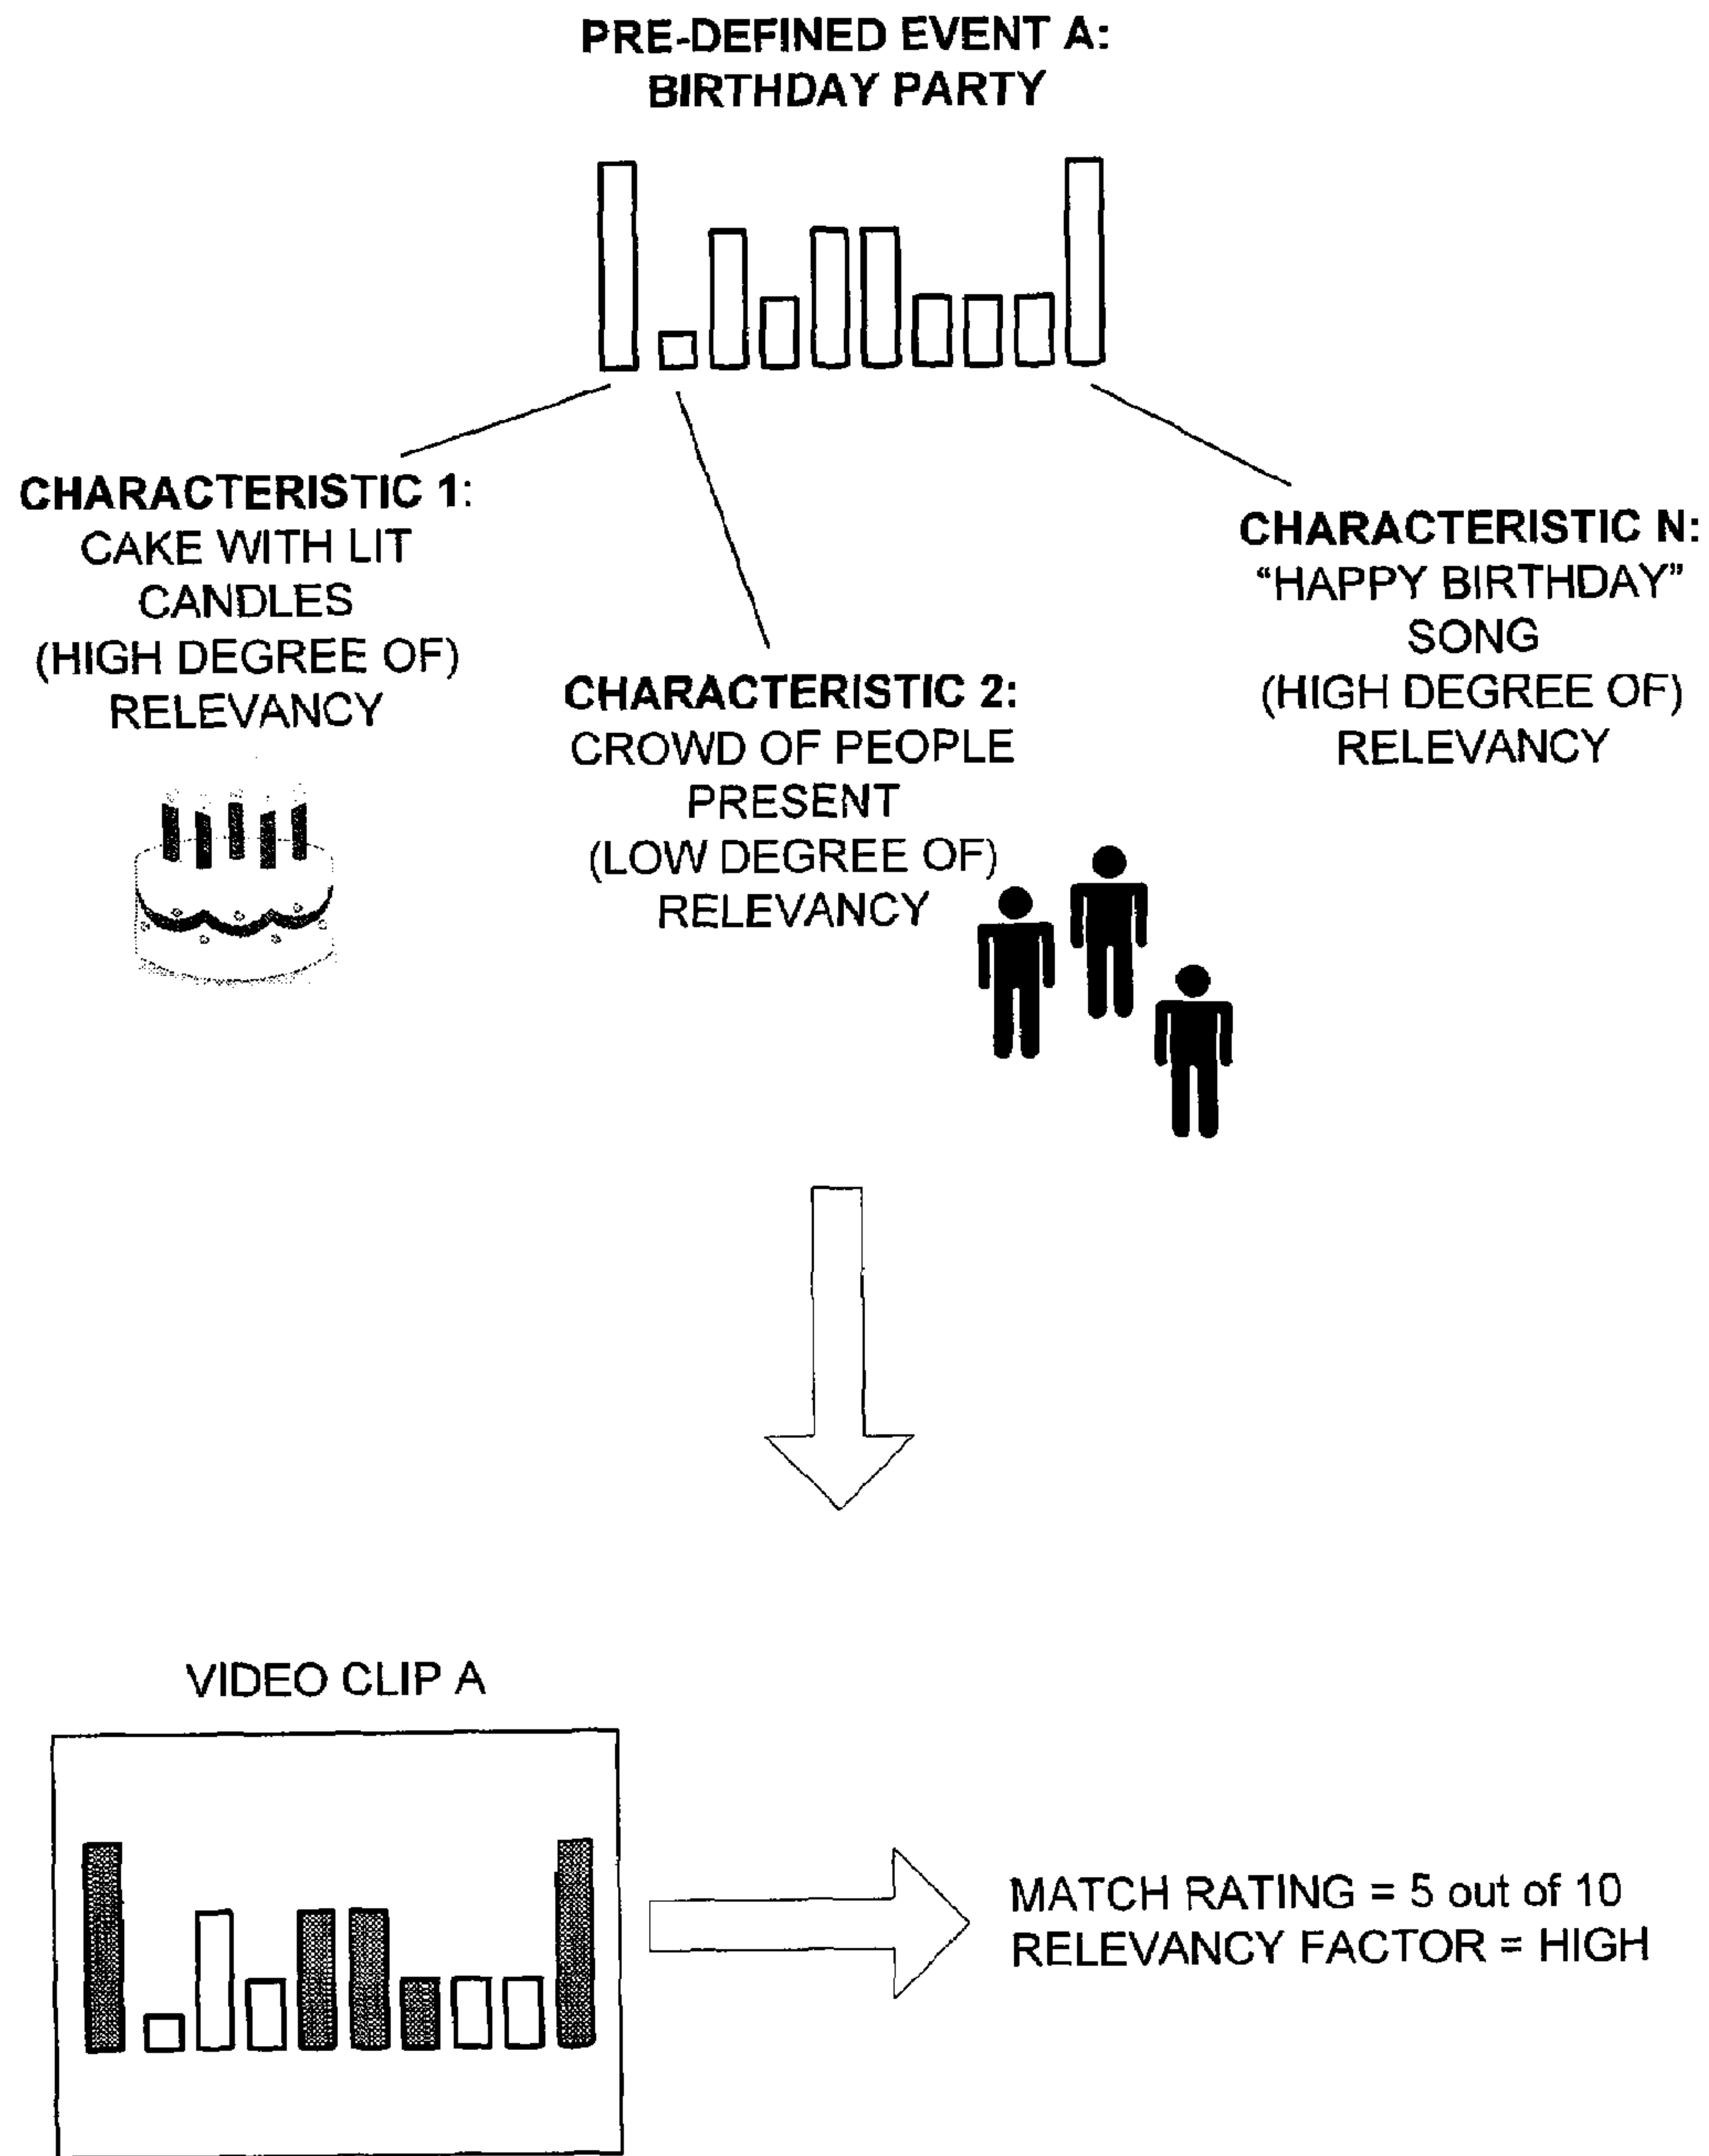 PRE-DEFINED EVENT A:
BIRTHDAY PARTY
CHARACTERISTIC 1:
CAKE WITH LIT
CANDLES
(HIGH DEGREE OF)
RELEVANCY
CHARACTERISTIC 2:
CROWD OF PEOPLE
PRESENT
(LOW DEGREE OF)
RELEVANCY
CHARACTERISTIC N:
“HAPPY BIRTHDAY”
SONG
(HIGH DEGREE OF)
RELEVANCY
VIDEO CLIP A
MATCH RATING = 5 out of 10
RELEVANCY FACTOR = HIGH